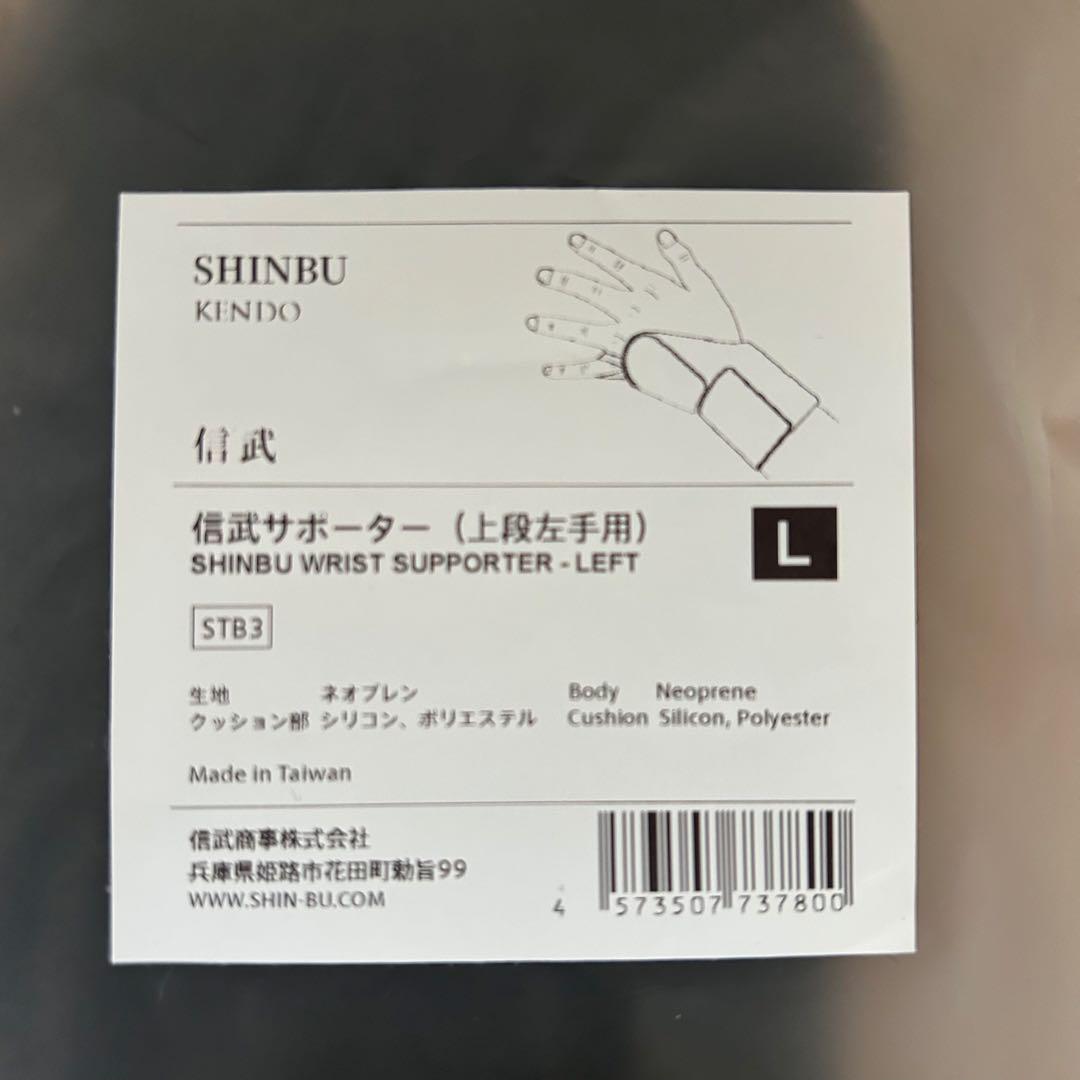 SHINBU
KENDO
信武
信武サポーター（上段左手用）
SHINBU WRIST SUPPORTER - LEFT
L
STB3
生地 ネオプレン
クッション部 シリコン、ポリエステル
Body Neoprene
Cushion Silicon, Polyester
Made in Taiwan
信武商事株式会社
兵庫県姫路市花田町勅旨99
WWW.SHIN-BU.COM
4 573507 737800